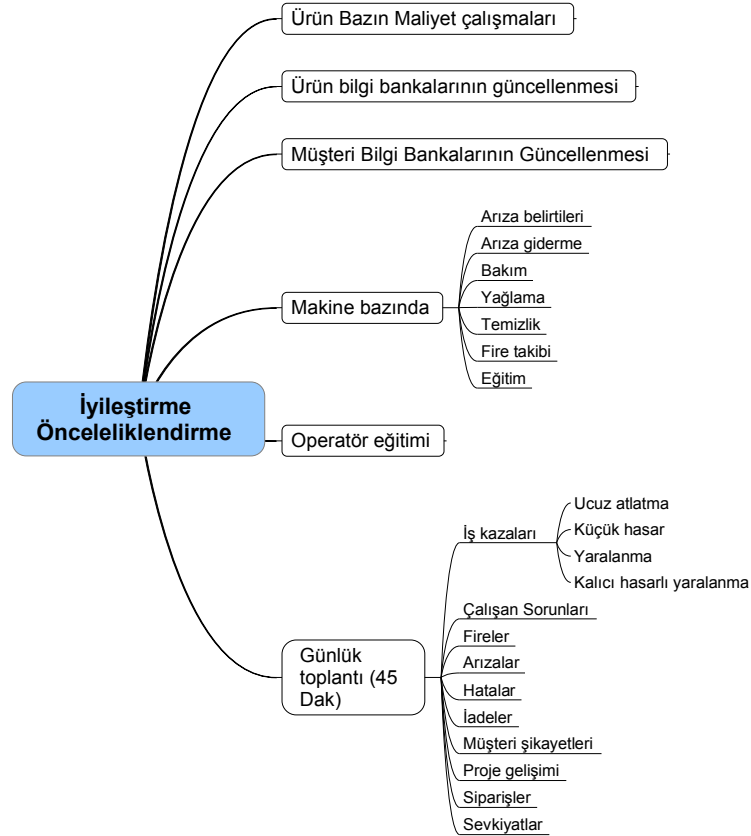 Ürün Bazın Maliyet çalışmaları
Ürün bilgi bankalarının güncellenmesi
Müşteri Bilgi Bankalarının Güncellenmesi
Makine bazında
Arıza belirtileri
Arıza giderme
Bakım
Yağlama
Temizlik
Fire takibi
Eğitim
İyileştirme
Önceleliklendirme
Operatör eğitimi
Günlük
toplantı (45
Dak)
İş kazaları
Ucuz atlatma
Küçük hasar
Yaralanma
Kalıcı hasarlı yaralanma
Çalışan Sorunları
Fireler
Arızalar
Hatalar
İadeler
Müşteri şikayetleri
Proje gelişimi
Siparişler
Sevkiyatlar